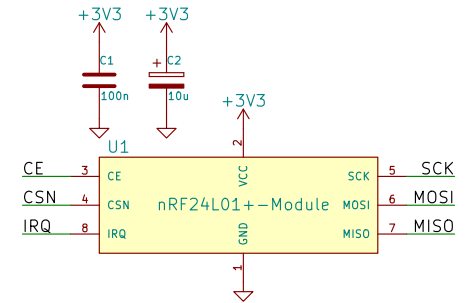 +3V3 +3V3
C1 C2
+
100n 10u
+3V3
U1 2
CE 3 CE VCC SCK 5 SCK
CSN 4 CSN nRF24L01+-Module MOSI 6 MOSI
IRQ 8 IRQ GND MISO 7 MISO
1